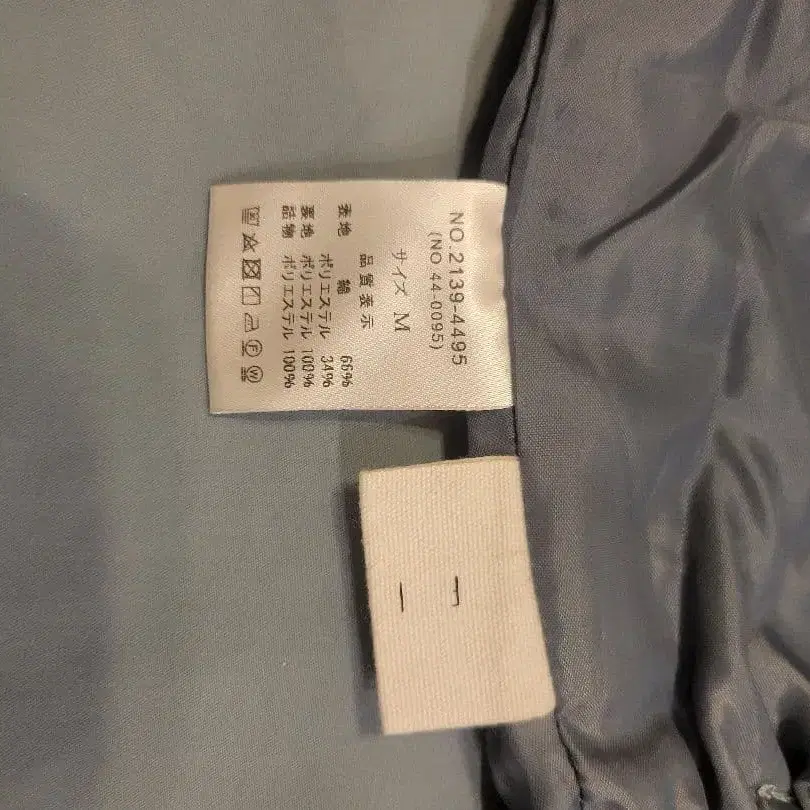 NO.2139-4495
(NO 44-0095)
サイズ M
品質表示
表地 綿 66%
ポリエステル 34%
裏地 ポリエステル 100%
詰物 ポリエステル 100%